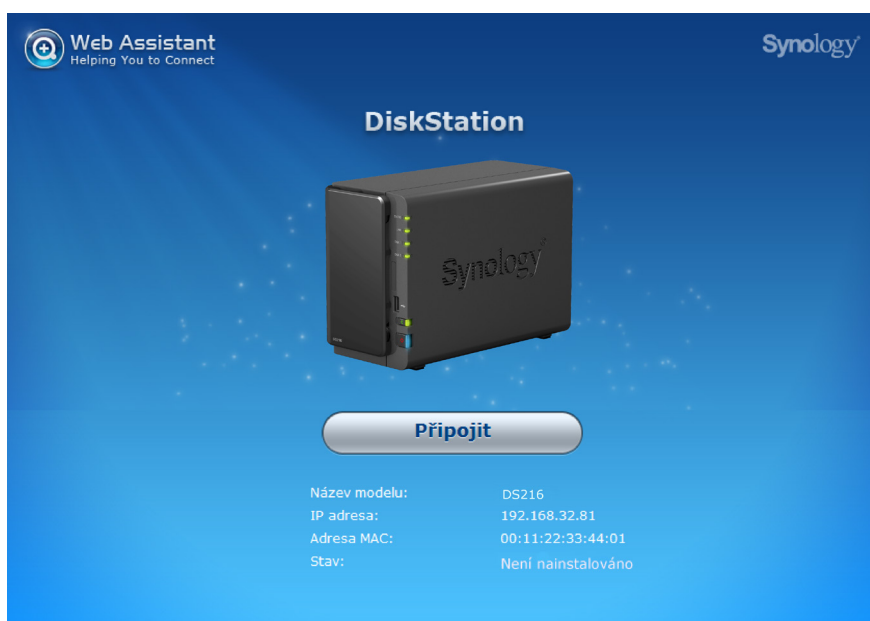 Web Assistant
Helping You to Connect
Synology
DiskStation
Synology
Připojit
Název modelu: DS216
IP adresa: 192.168.32.81
Adresa MAC: 00:11:22:33:44:01
Stav: Není nainstalováno